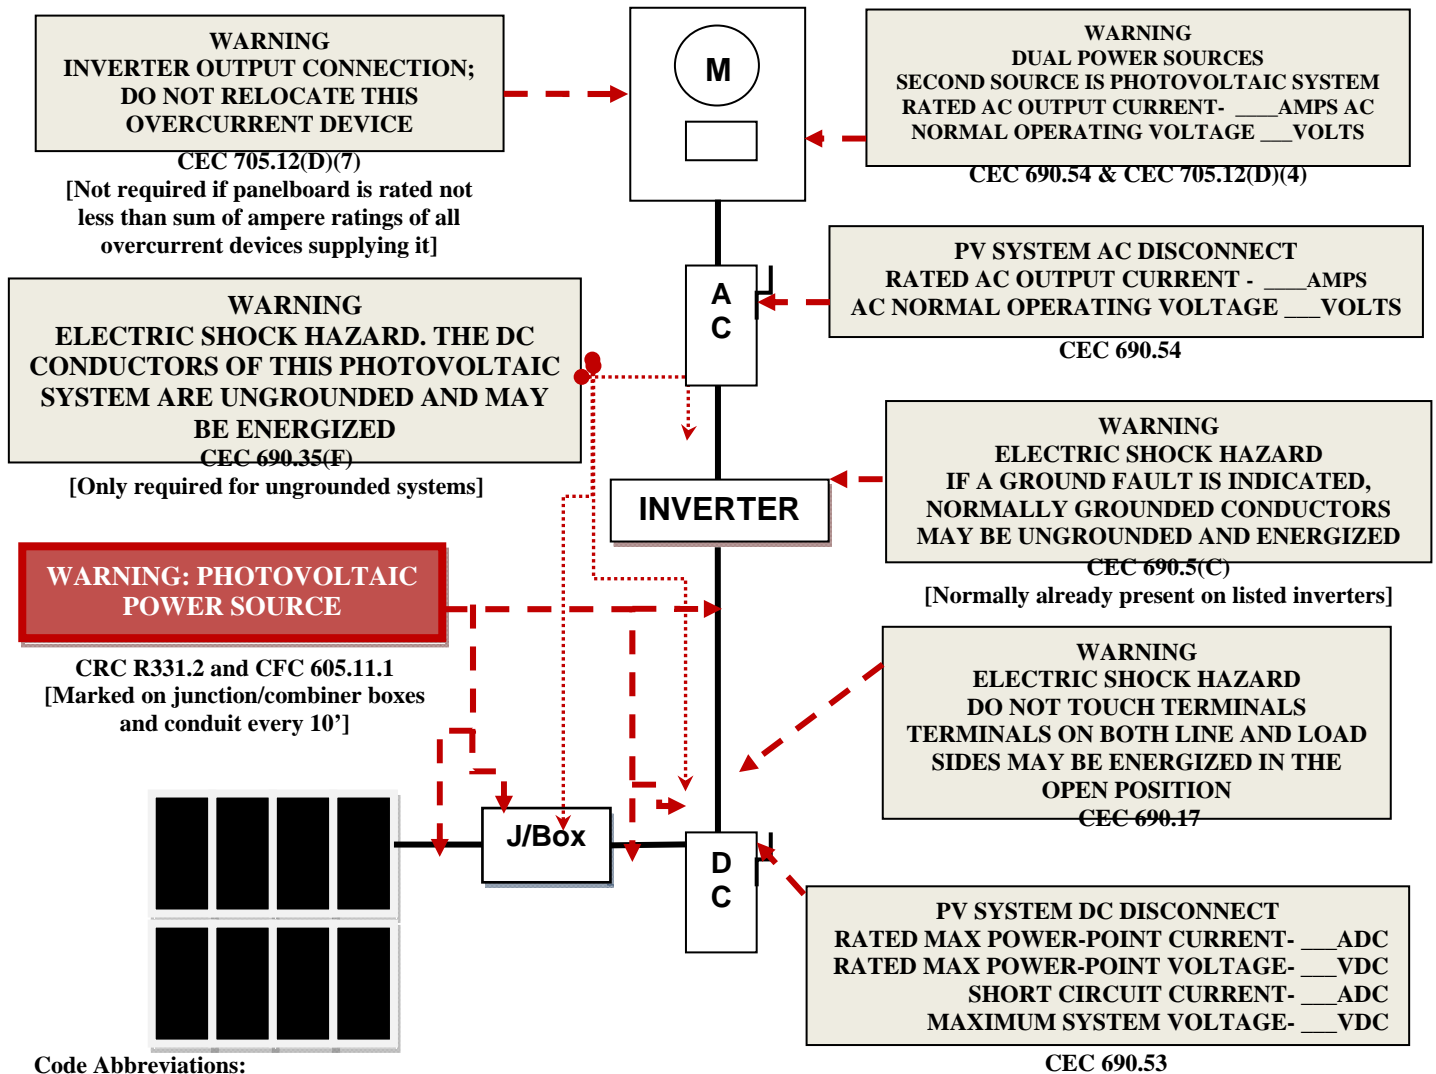 WARNING
INVERTER OUTPUT CONNECTION;
DO NOT RELOCATE THIS
OVERCURRENT DEVICE
CEC 705.12(D)(7)
[Not required if panelboard is rated not
less than sum of ampere ratings of all
overcurrent devices supplying it]
M
WARNING
DUAL POWER SOURCES
SECOND SOURCE IS PHOTOVOLTAIC SYSTEM
RATED AC OUTPUT CURRENT- ____AMPS AC
NORMAL OPERATING VOLTAGE ___VOLTS
CEC 690.54 & CEC 705.12(D)(4)
PV SYSTEM AC DISCONNECT
RATED AC OUTPUT CURRENT - ____AMPS
AC NORMAL OPERATING VOLTAGE ___VOLTS
CEC 690.54
A
C
WARNING
ELECTRIC SHOCK HAZARD. THE DC
CONDUCTORS OF THIS PHOTOVOLTAIC
SYSTEM ARE UNGROUNDED AND MAY
BE ENERGIZED
CEC 690.35(F)
[Only required for ungrounded systems]
INVERTER
WARNING
ELECTRIC SHOCK HAZARD
IF A GROUND FAULT IS INDICATED,
NORMALLY GROUNDED CONDUCTORS
MAY BE UNGROUNDED AND ENERGIZED
CEC 690.5(C)
[Normally already present on listed inverters]
WARNING: PHOTOVOLTAIC
POWER SOURCE
CRC R331.2 and CFC 605.11.1
[Marked on junction/combiner boxes
and conduit every 10’]
WARNING
ELECTRIC SHOCK HAZARD
DO NOT TOUCH TERMINALS
TERMINALS ON BOTH LINE AND LOAD
SIDES MAY BE ENERGIZED IN THE
OPEN POSITION
CEC 690.17
J/Box
D
C
PV SYSTEM DC DISCONNECT
RATED MAX POWER-POINT CURRENT- ___ADC
RATED MAX POWER-POINT VOLTAGE- ___VDC
SHORT CIRCUIT CURRENT- ___ADC
MAXIMUM SYSTEM VOLTAGE- ___VDC
CEC 690.53
Code Abbreviations: